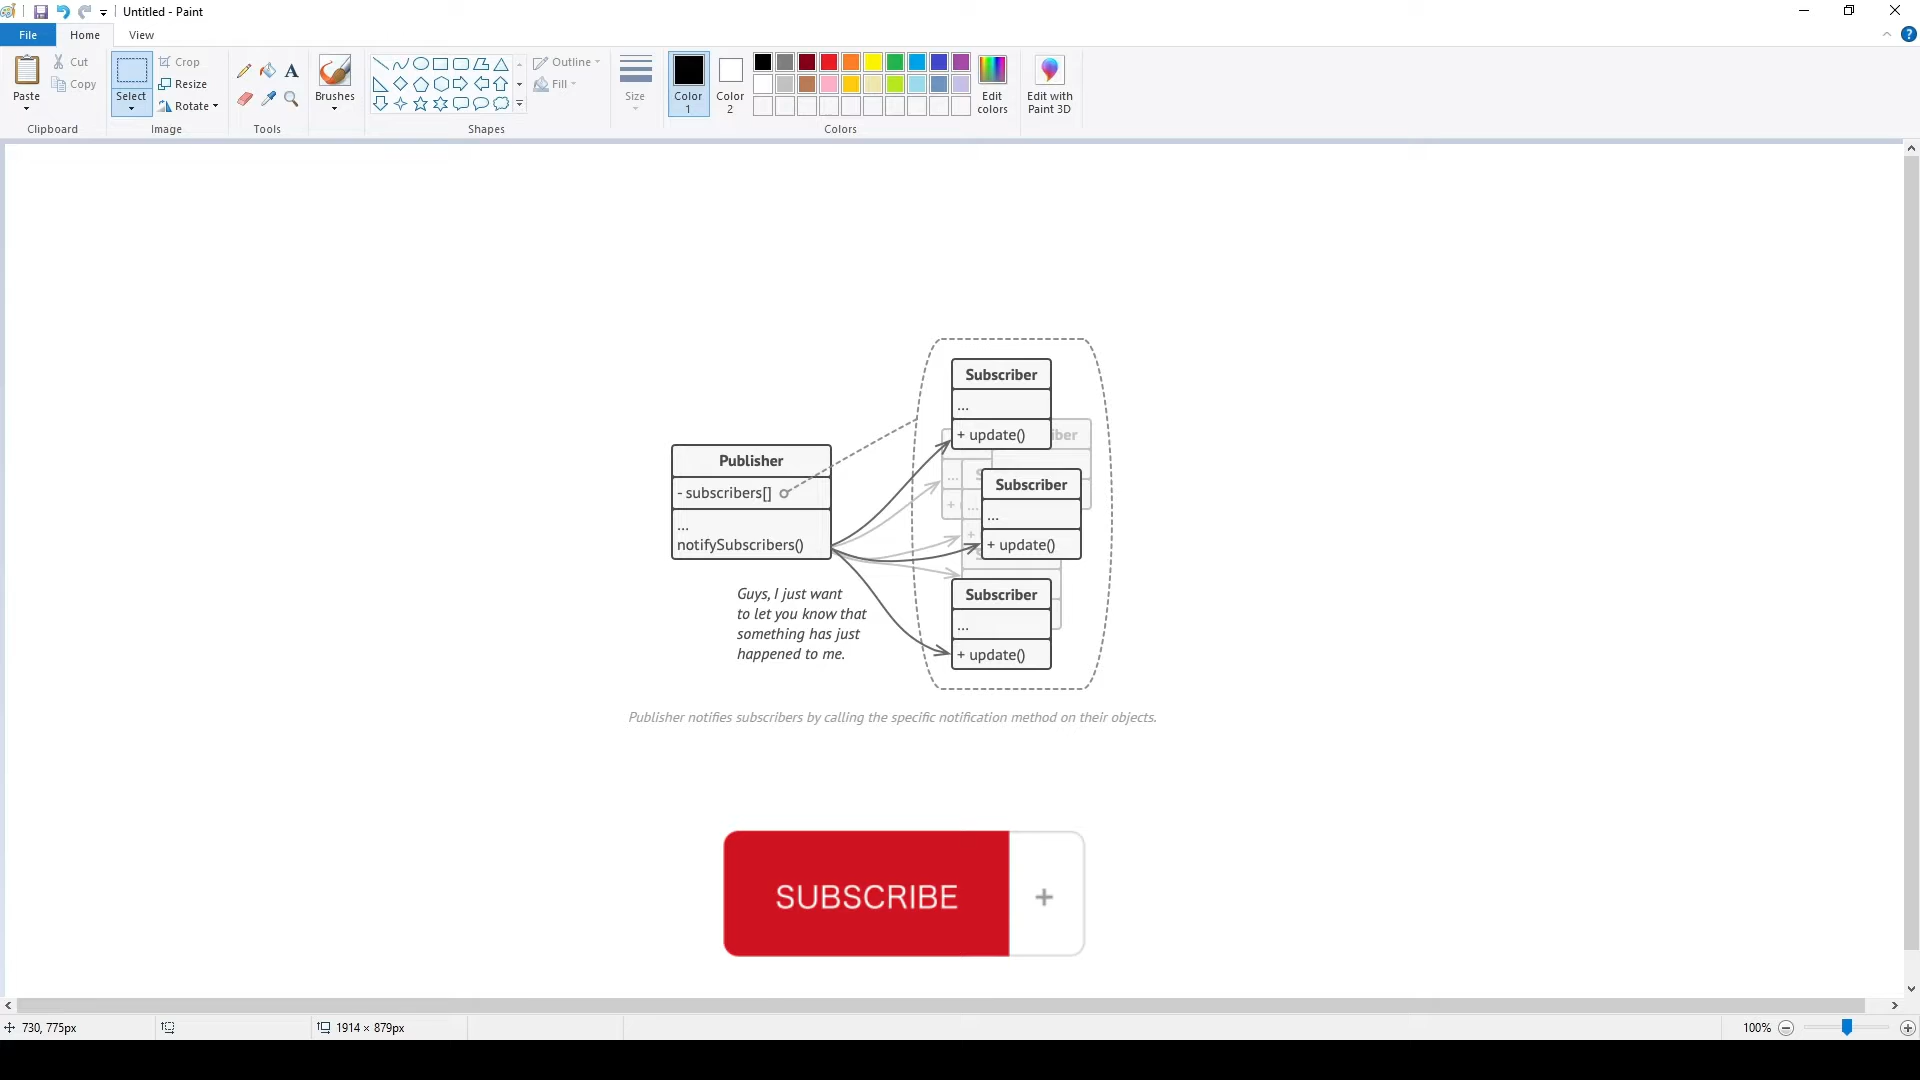 Untitled - Paint
File
Home
View
Paste
Cut
Copy
Clipboard
Select
Crop
Resize
Rotate
Image
Tools
Brushes
Shapes
Outline
Fill
Size
Color 1
Color 2
Edit colors
Colors
Edit with Paint 3D
Subscriber
...
+ update()
Publisher
- subscribers[]
...
notifySubscribers()
Subscriber
...
+ update()
Guys, I just want
to let you know that
something has just
happened to me.
Subscriber
...
+ update()
Publisher notifies subscribers by calling the specific notification method on their objects.
SUBSCRIBE +
730, 775px
1914 × 879px
100%